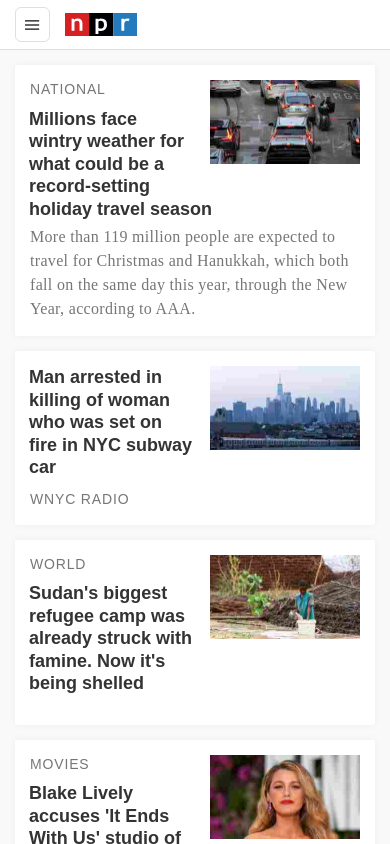 npr
NATIONAL
Millions face
wintry weather for
what could be a
record-setting
holiday travel season
More than 119 million people are expected to
travel for Christmas and Hanukkah, which both
fall on the same day this year, through the New
Year, according to AAA.
Man arrested in
killing of woman
who was set on
fire in NYC subway
car
WNYC RADIO
WORLD
Sudan's biggest
refugee camp was
already struck with
famine. Now it's
being shelled
MOVIES
Blake Lively
accuses 'It Ends
With Us' studio of